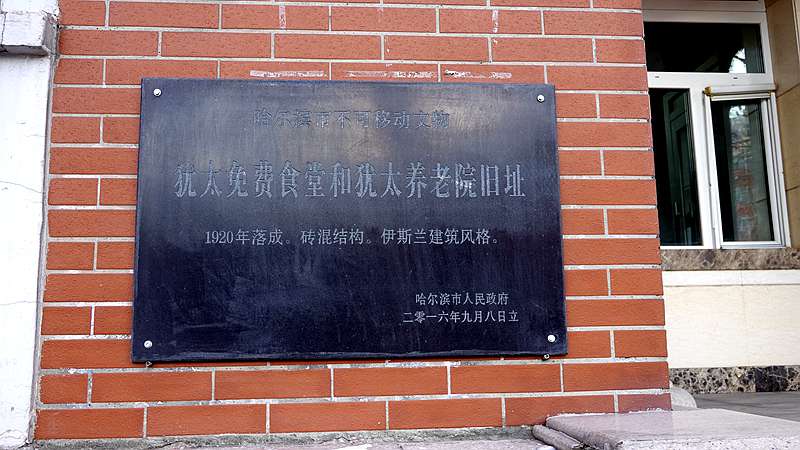 哈尔滨市不可移动文物
犹太免费食堂和犹太养老院旧址
1920年落成。砖混结构。伊斯兰建筑风格。
哈尔滨市人民政府
二零一六年九月八日立